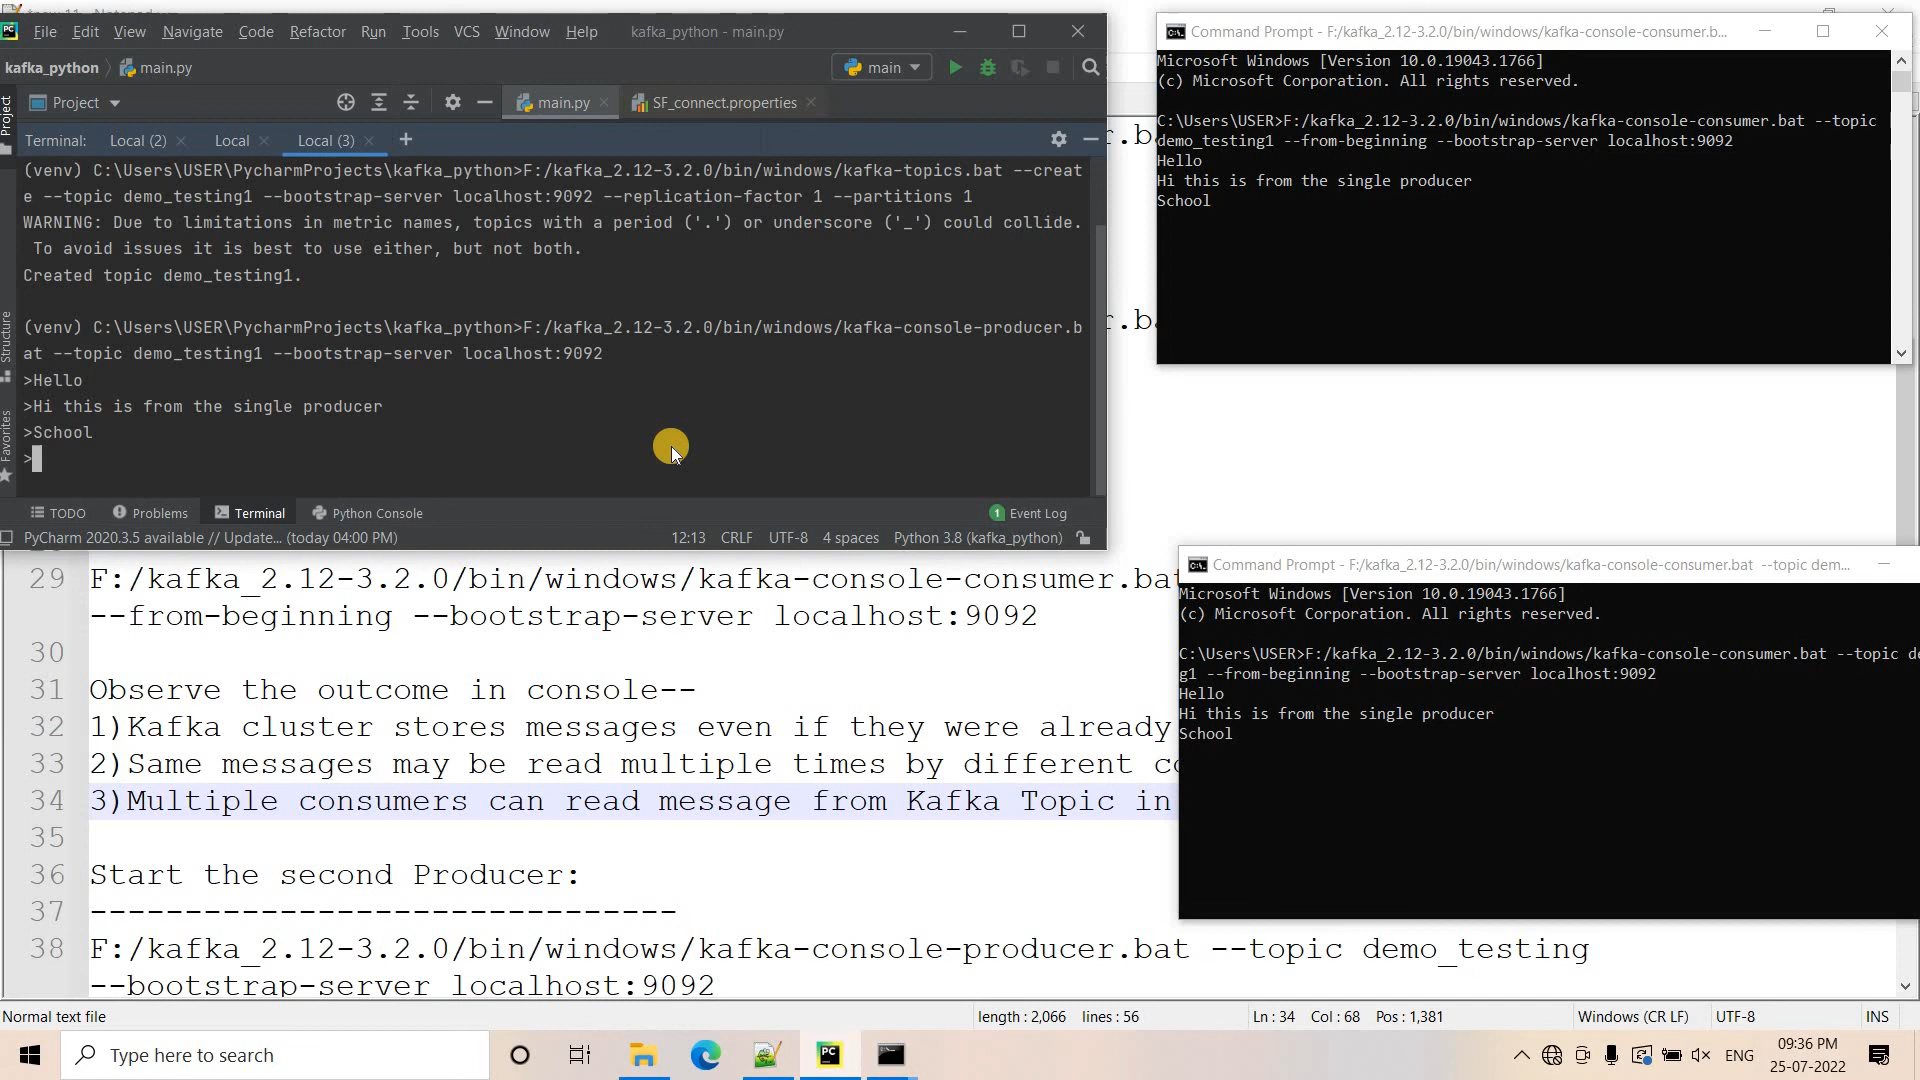 File Edit View Navigate Code Refactor Run Tools VCS Window Help kafka_python - main.py
kafka_python main.py main
Project main.py SF_connect.properties
Terminal: Local (2) Local Local (3) +
(venv) C:\Users\USER\PycharmProjects\kafka_python>F:/kafka_2.12-3.2.0/bin/windows/kafka-topics.bat --creat
e --topic demo_testing1 --bootstrap-server localhost:9092 --replication-factor 1 --partitions 1
WARNING: Due to limitations in metric names, topics with a period ('.') or underscore ('_') could collide.
To avoid issues it is best to use either, but not both.
Created topic demo_testing1.
(venv) C:\Users\USER\PycharmProjects\kafka_python>F:/kafka_2.12-3.2.0/bin/windows/kafka-console-producer.b
at --topic demo_testing1 --bootstrap-server localhost:9092
>Hello
>Hi this is from the single producer
>School
>
Project
Structure
Favorites
TODO Problems Terminal Python Console 1 Event Log
PyCharm 2020.3.5 available // Update... (today 04:00 PM) 12:13 CRLF UTF-8 4 spaces Python 3.8 (kafka_python)
Command Prompt - F:/kafka_2.12-3.2.0/bin/windows/kafka-console-consumer.b...
Microsoft Windows [Version 10.0.19043.1766]
(c) Microsoft Corporation. All rights reserved.
C:\Users\USER>F:/kafka_2.12-3.2.0/bin/windows/kafka-console-consumer.bat --topic
demo_testing1 --from-beginning --bootstrap-server localhost:9092
Hello
Hi this is from the single producer
School
Command Prompt - F:/kafka_2.12-3.2.0/bin/windows/kafka-console-consumer.bat --topic dem...
Microsoft Windows [Version 10.0.19043.1766]
(c) Microsoft Corporation. All rights reserved.
C:\Users\USER>F:/kafka_2.12-3.2.0/bin/windows/kafka-console-consumer.bat --topic de
g1 --from-beginning --bootstrap-server localhost:9092
Hello
Hi this is from the single producer
School
29 F:/kafka_2.12-3.2.0/bin/windows/kafka-console-consumer.bat
--from-beginning --bootstrap-server localhost:9092
30
31 Observe the outcome in console--
32 1)Kafka cluster stores messages even if they were already
33 2)Same messages may be read multiple times by different co
34 3)Multiple consumers can read message from Kafka Topic in
35
36 Start the second Producer:
37 -------------------------------
38 F:/kafka_2.12-3.2.0/bin/windows/kafka-console-producer.bat --topic demo_testing
--bootstrap-server localhost:9092
Normal text file length : 2,066 lines : 56 Ln : 34 Col : 68 Pos : 1,381 Windows (CR LF) UTF-8 INS
Type here to search ENG 09:36 PM
25-07-2022